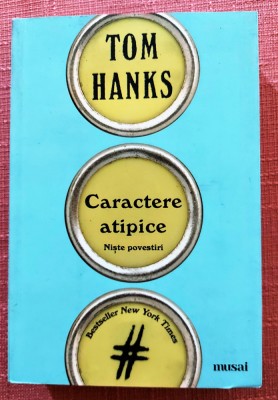 TOM
HANKS
Caractere
atipice
Niște povestiri
Bestseller New York Times
#
musai